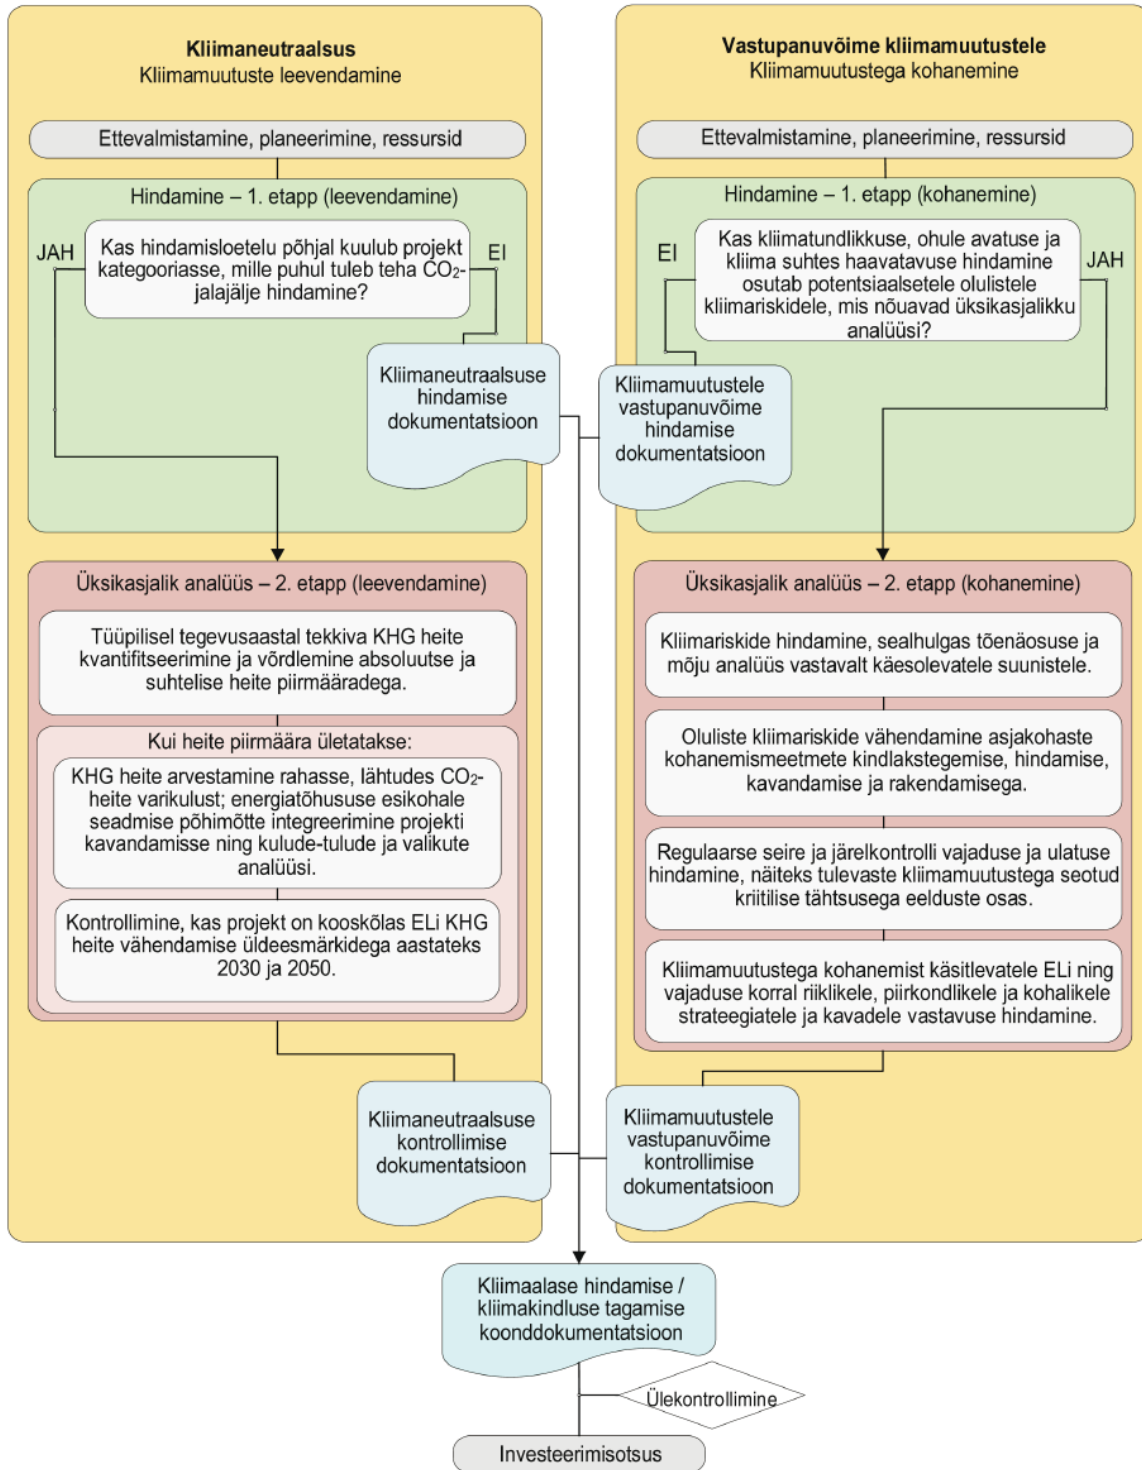 Kliimaneutraalsus
Kliimamuutuste leevendamine
Ettevalmistamine, planeerimine, ressursid
Hindamine – 1. etapp (leevendamine)
JAH
Kas hindamisloetelu põhjal kuulub projekt
kategooriasse, mille puhul tuleb teha CO₂-
jalajälje hindamine?
EI
Kliimaneutraalsuse
hindamise
dokumentatsioon
Üksikasjalik analüüs – 2. etapp (leevendamine)
Tüüpilisel tegevusaastal tekkiva KHG heite
kvantifitseerimine ja võrdlemine absoluutse ja
suhtelise heite piirmääradega.
Kui heite piirmäära ületatakse:
KHG heite arvestamine rahasse, lähtudes CO₂-
heite varikulust; energiatõhususe esikohale
seadmise põhimõtte integreerimine projekti
kavandamisse ning kulude-tulude ja valikute
analüüsi.
Kontrollimine, kas projekt on kooskõlas ELi KHG
heite vähendamise üldeesmärkidega aastateks
2030 ja 2050.
Kliimaneutraalsuse
kontrollimise
dokumentatsioon
Vastupanuvõime kliimamuutustele
Kliimamuutustega kohanemine
Ettevalmistamine, planeerimine, ressursid
Hindamine – 1. etapp (kohanemine)
EI
Kas kliimatundlikkuse, ohule avatuse ja
kliima suhtes haavatavuse hindamine
osutab potentsiaalsetele olulistele
kliimariskidele, mis nõuavad üksikasjalikku
analüüsi?
JAH
Kliimamuutustele
vastupanuvõime
hindamise
dokumentatsioon
Üksikasjalik analüüs – 2. etapp (kohanemine)
Kliimariskide hindamine, sealhulgas tõenäosuse ja
mõju analüüs vastavalt käesolevatele suunistele.
Oluliste kliimariskide vähendamine asjakohaste
kohanemismeetmete kindlakstegemise, hindamise,
kavandamise ja rakendamisega.
Regulaarse seire ja järelkontrolli vajaduse ja ulatuse
hindamine, näiteks tulevaste kliimamuutustega seotud
kriitilise tähtsusega eelduste osas.
Kliimamuutustega kohanemist käsitlevatele ELi ning
vajaduse korral riiklikele, piirkondlikele ja kohalikele
strateegiatele ja kavadele vastavuse hindamine.
Kliimamuutustele
vastupanuvõime
kontrollimise
dokumentatsioon
Kliimaalase hindamise /
kliimakindluse tagamise
koonddokumentatsioon
Ülekontrollimine
Investeerimisotsus